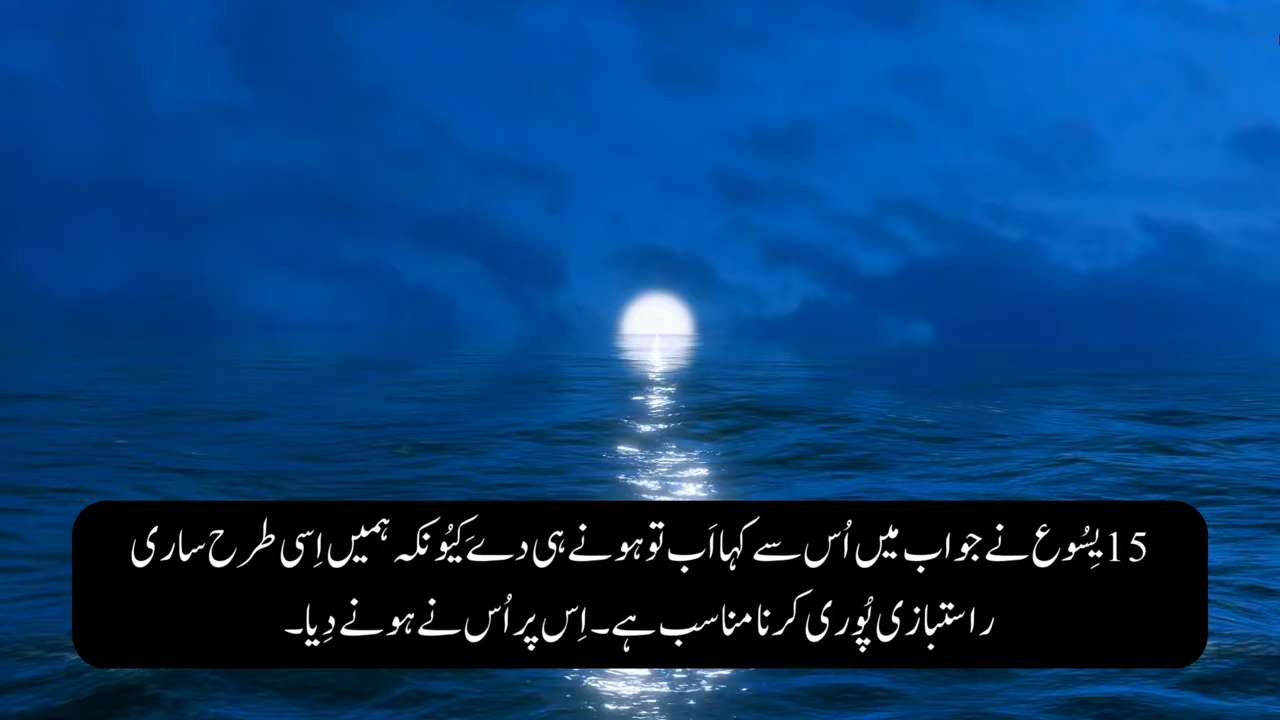 15 یِسُوع نے جواب میں اُس سے کہا اَب تو ہونے ہی دے کیُونکہ ہمیں اِسی طرح ساری
راستبازی پُوری کرنا مناسب ہے۔ اِس پر اُس نے ہونے دِیا۔